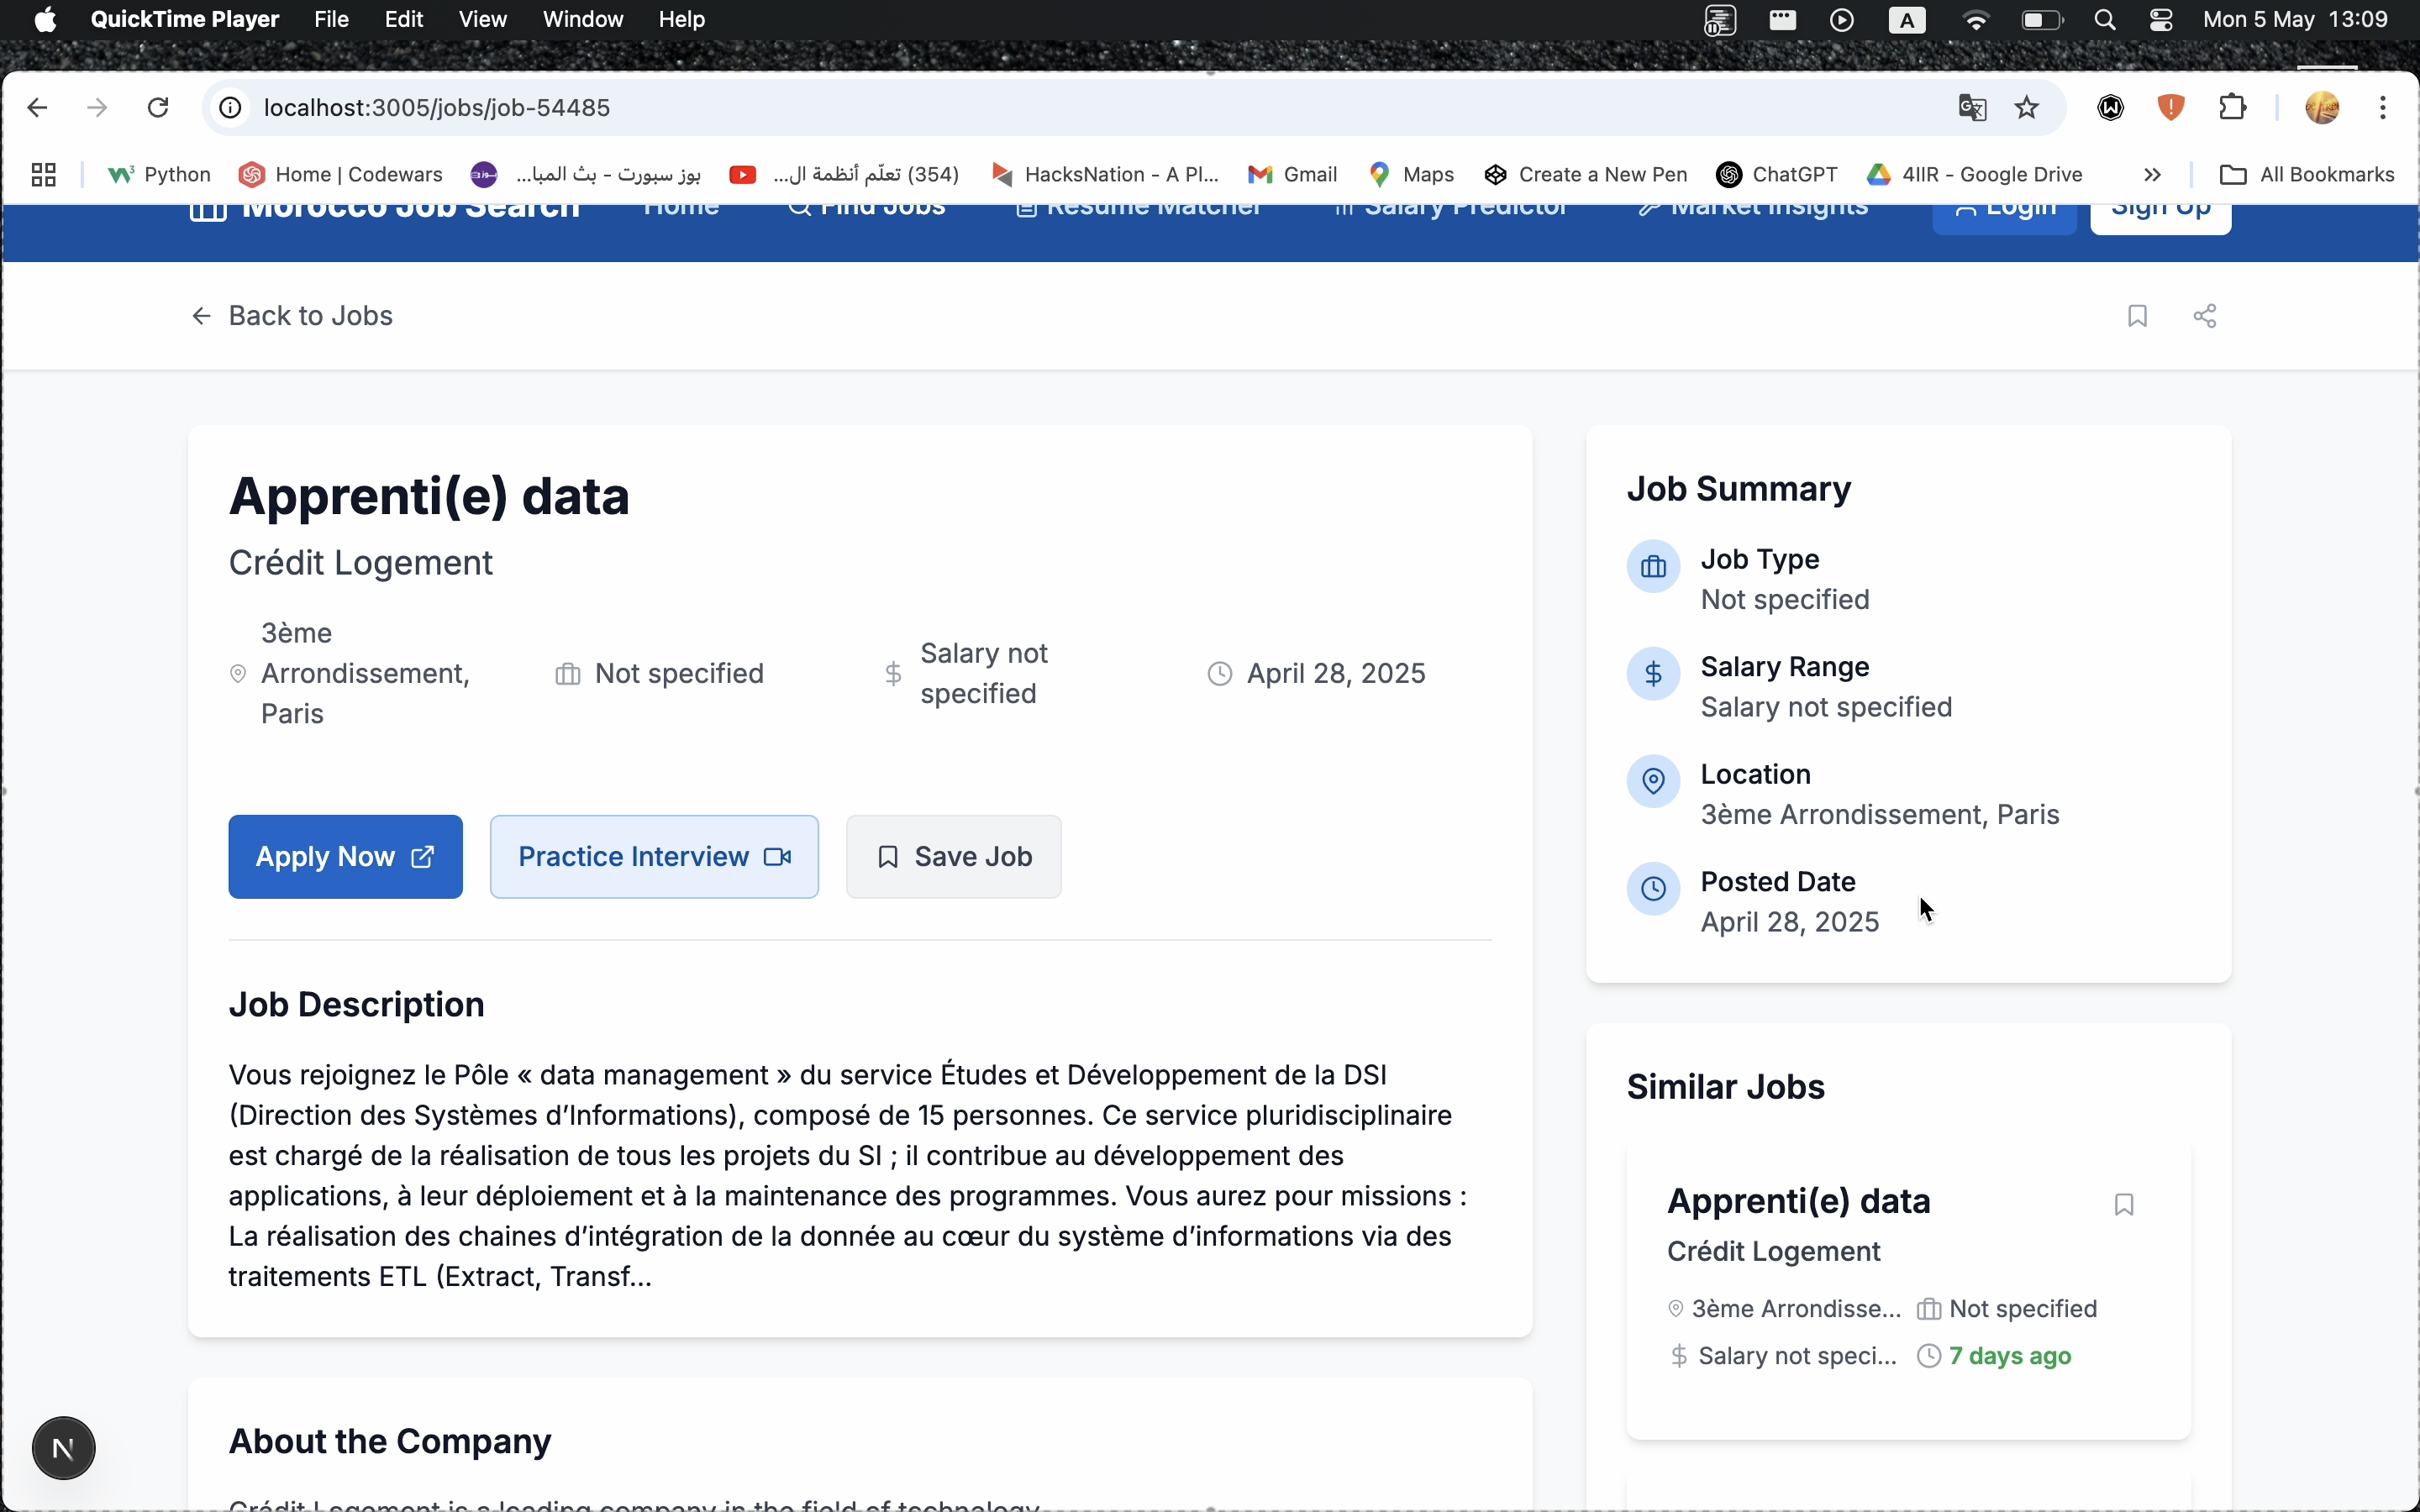 QuickTime Player File Edit View Window Help A Mon 5 May 13:09
localhost:3005/jobs/job-54485
Python Home | Codewars بوز سبورت - بث المبا... (354) تعلّم أنظمة ال... HacksNation - A Pl... Gmail Maps Create a New Pen ChatGPT 4IIR - Google Drive » All Bookmarks
Morocco Job Search Home Find Jobs Resume Matcher Salary Predictor Market Insights Login Sign Up
← Back to Jobs
Apprenti(e) data
Crédit Logement
3ème
Arrondissement,
Paris
Not specified
Salary not
specified
April 28, 2025
Apply Now Practice Interview Save Job
Job Description
Vous rejoignez le Pôle « data management » du service Études et Développement de la DSI
(Direction des Systèmes d'Informations), composé de 15 personnes. Ce service pluridisciplinaire
est chargé de la réalisation de tous les projets du SI ; il contribue au développement des
applications, à leur déploiement et à la maintenance des programmes. Vous aurez pour missions :
La réalisation des chaines d’intégration de la donnée au cœur du système d’informations via des
traitements ETL (Extract, Transf...
About the Company
Crédit Logement is a leading company in the field of technology
Job Summary
Job Type
Not specified
Salary Range
Salary not specified
Location
3ème Arrondissement, Paris
Posted Date
April 28, 2025
Similar Jobs
Apprenti(e) data
Crédit Logement
3ème Arrondisse... Not specified
Salary not speci... 7 days ago
N